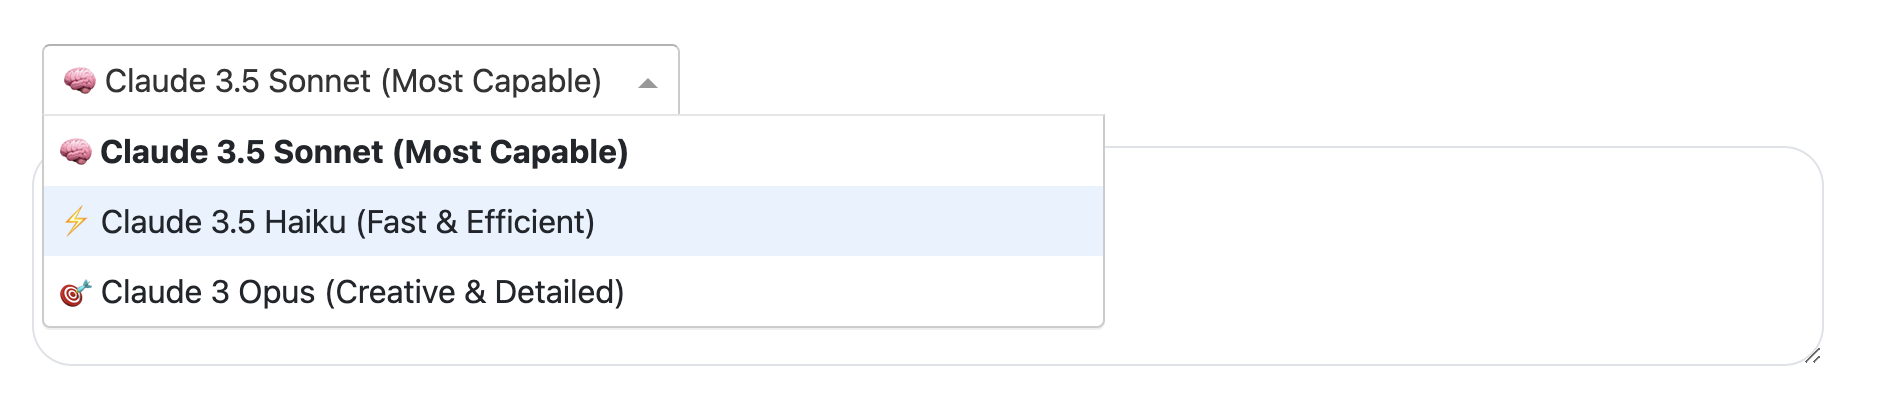 🧠 Claude 3.5 Sonnet (Most Capable)
🧠 Claude 3.5 Sonnet (Most Capable)
⚡ Claude 3.5 Haiku (Fast & Efficient)
🎯 Claude 3 Opus (Creative & Detailed)